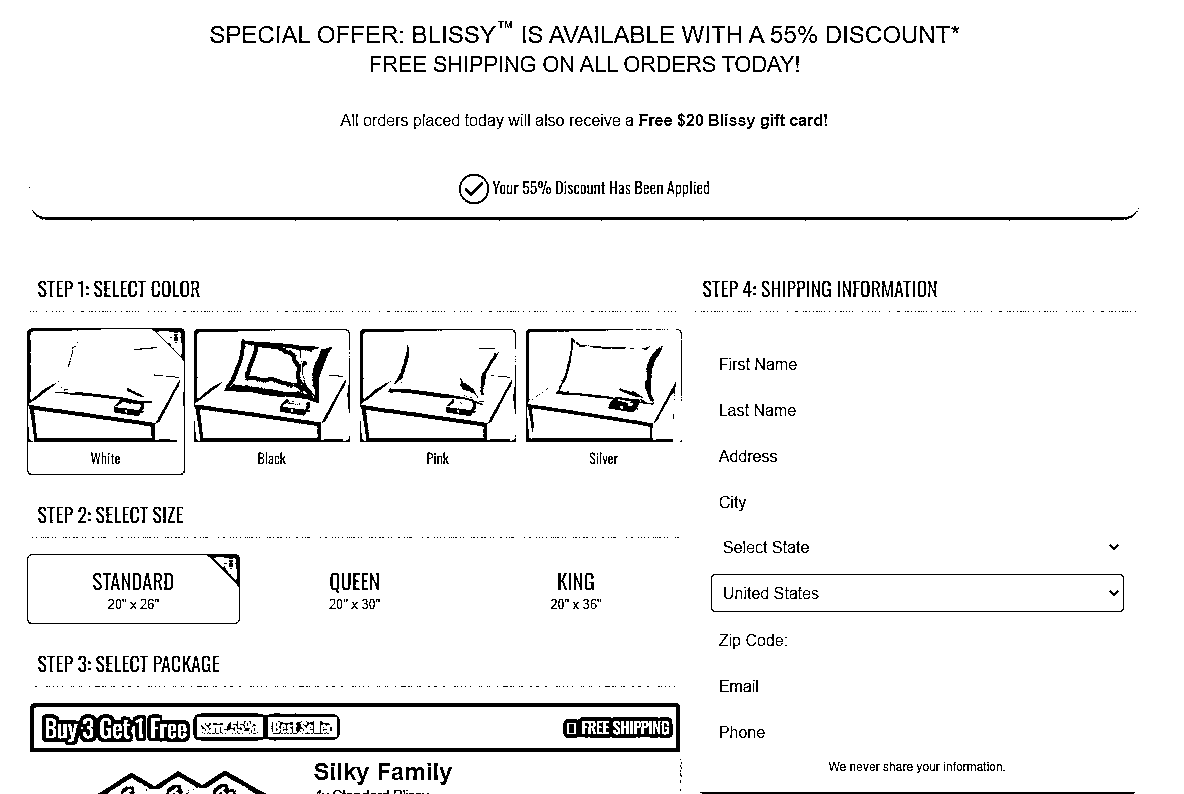 SPECIAL OFFER: BLISSY™ IS AVAILABLE WITH A 55% DISCOUNT*
FREE SHIPPING ON ALL ORDERS TODAY!
All orders placed today will also receive a Free $20 Blissy gift card!
Your 55% Discount Has Been Applied
STEP 1: SELECT COLOR
White
Black
Pink
Silver
STEP 2: SELECT SIZE
STANDARD
20" x 26"
QUEEN
20" x 30"
KING
20" x 36"
STEP 3: SELECT PACKAGE
Buy 3 Get 1 Free
Best Seller
FREE SHIPPING
Silky Family
4x Standard Blissy
STEP 4: SHIPPING INFORMATION
First Name
Last Name
Address
City
Select State
United States
Zip Code:
Email
Phone
We never share your information.